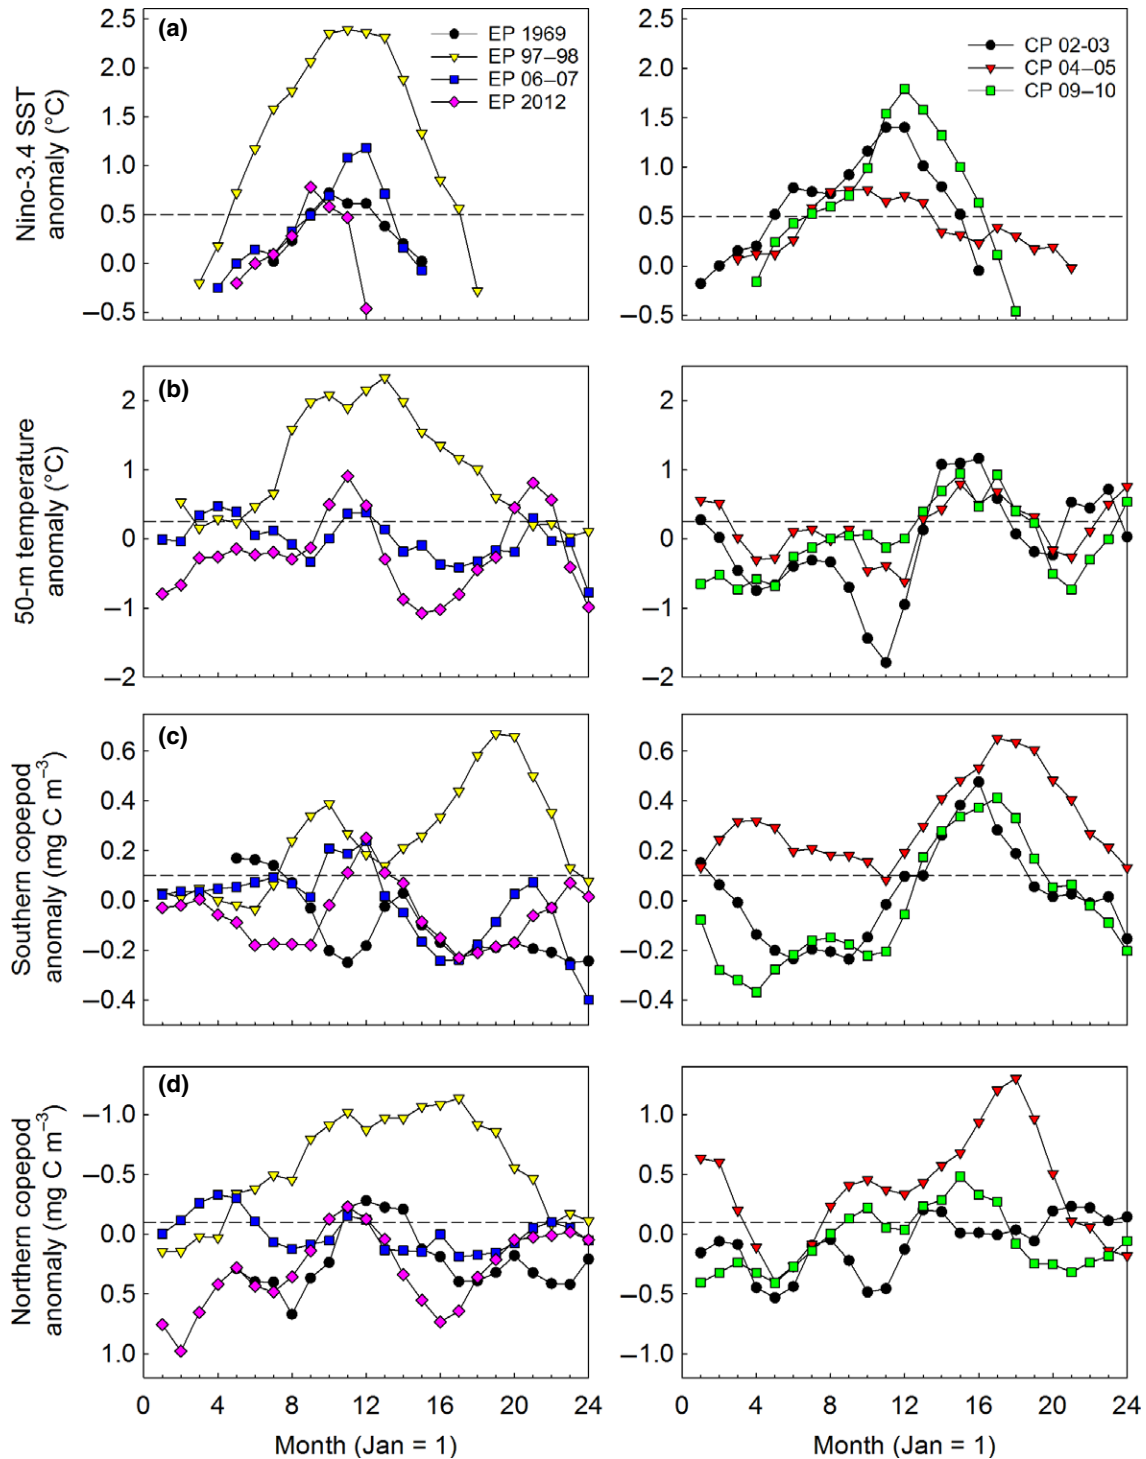 (a)
EP 1969
EP 97–98
EP 06–07
EP 2012
2.5
2.0
1.5
1.0
0.5
0.0
–0.5
Nino-3.4 SST
anomaly (°C)
CP 02-03
CP 04–05
CP 09–10
2.5
2.0
1.5
1.0
0.5
0.0
–0.5
(b)
2
1
0
–1
–2
50-m temperature
anomaly (°C)
2
1
0
–1
–2
(c)
0.6
0.4
0.2
0.0
–0.2
–0.4
Southern copepod
anomaly (mg C m–3)
0.6
0.4
0.2
0.0
–0.2
–0.4
(d)
–1.0
–0.5
0.0
0.5
1.0
Northern copepod
anomaly (mg C m–3)
0 4 8 12 16 20 24
Month (Jan = 1)
1.0
0.5
0.0
–0.5
–1.0
0 4 8 12 16 20 24
Month (Jan = 1)